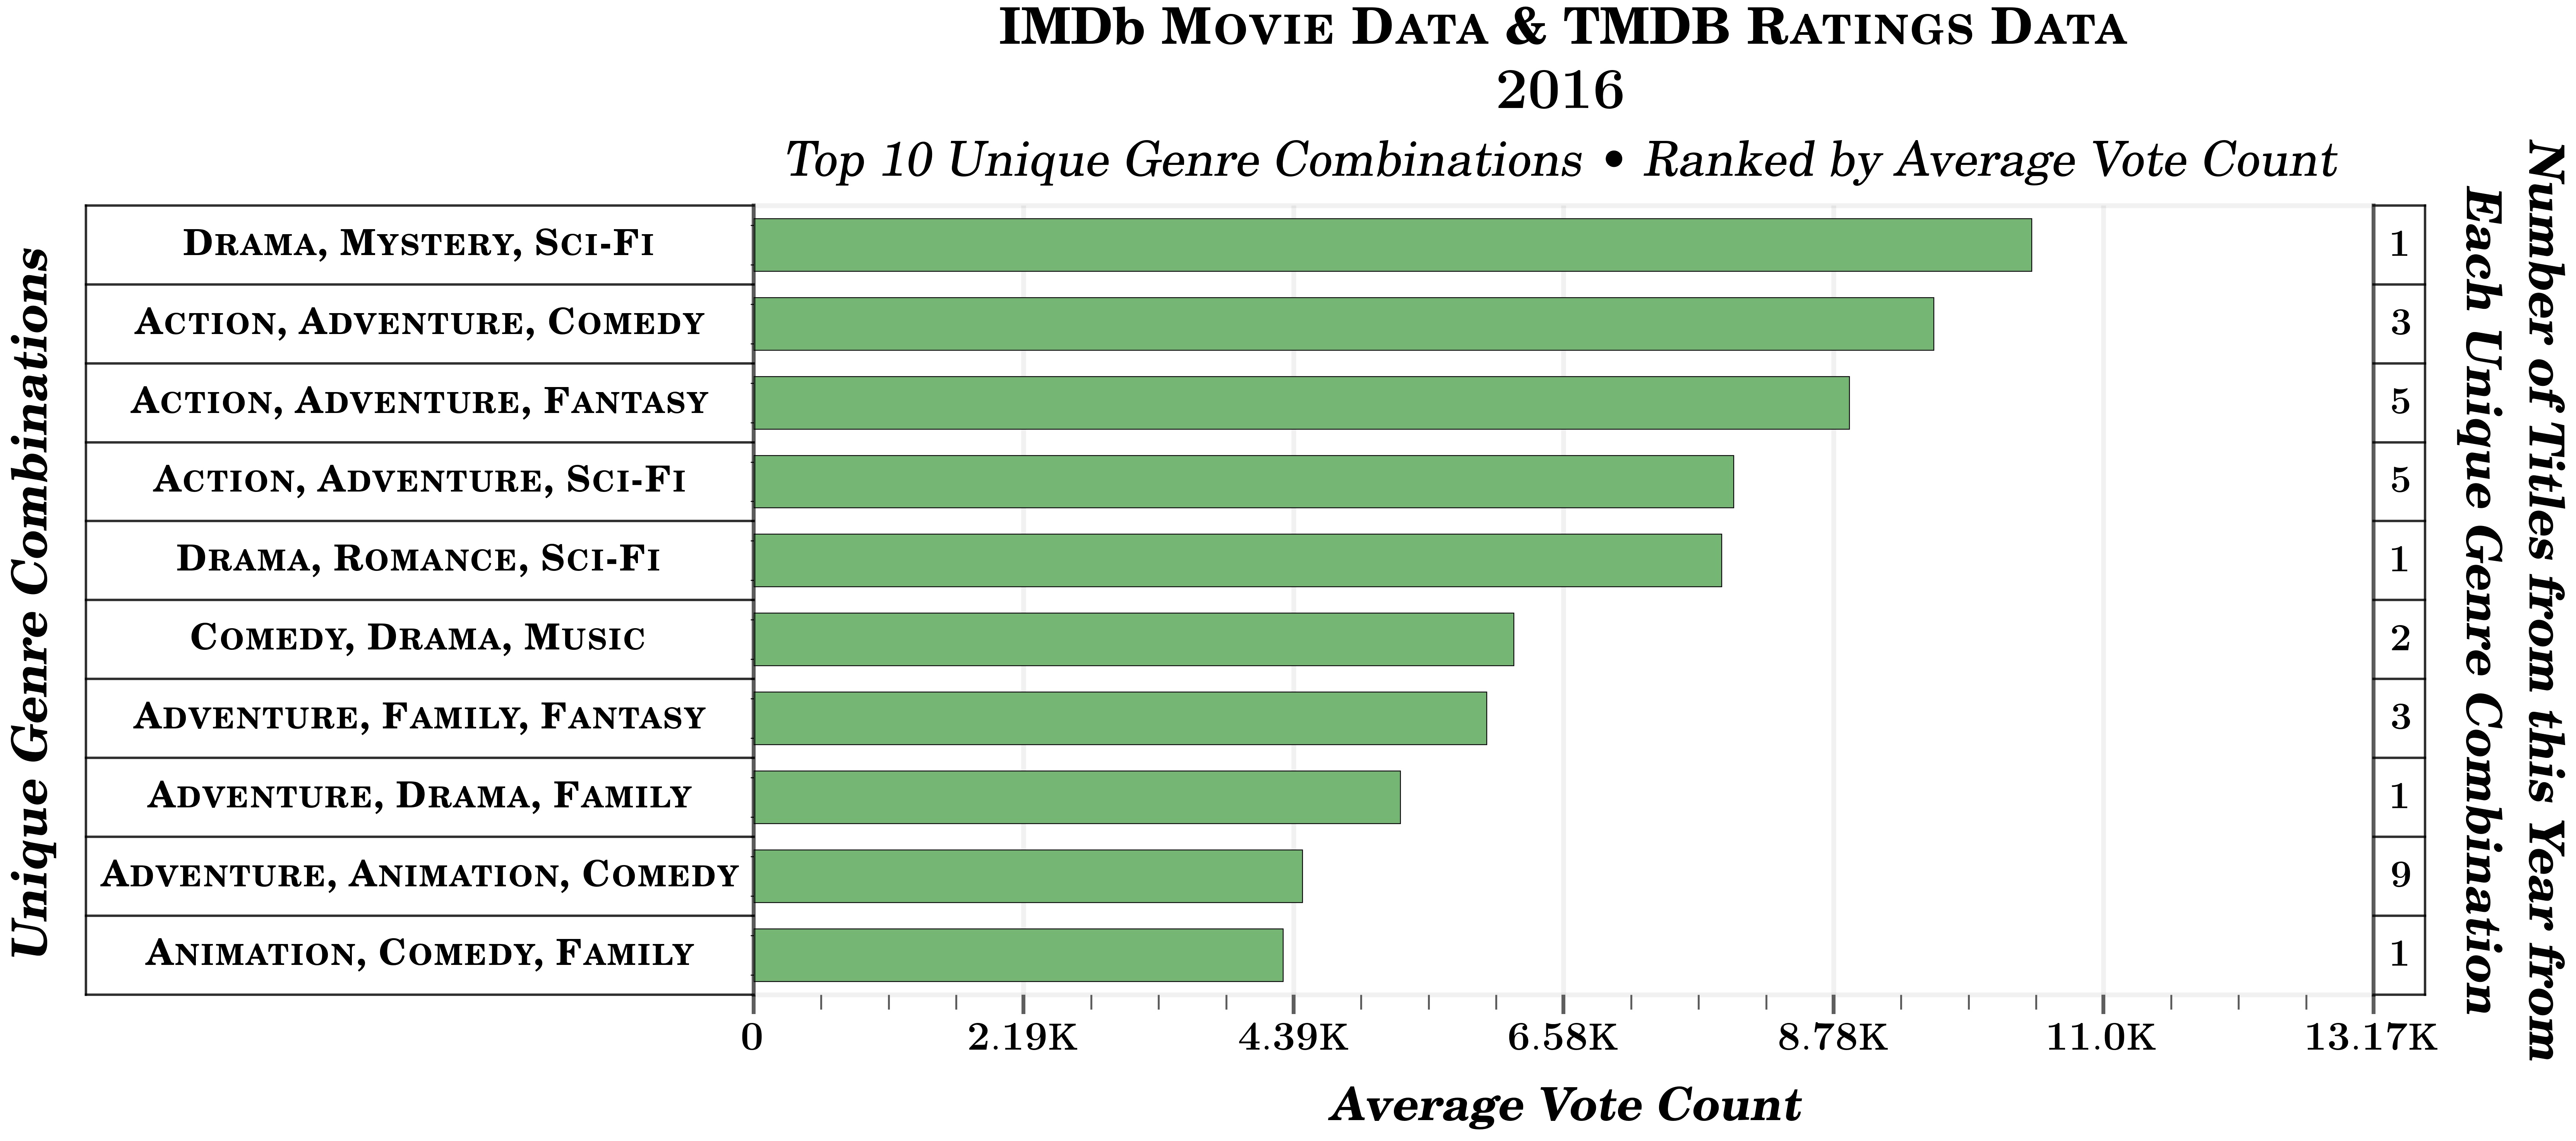 IMDb Movie Data & TMDB Ratings Data
2016
Top 10 Unique Genre Combinations • Ranked by Average Vote Count
Unique Genre Combinations
Drama, Mystery, Sci-Fi
1
Action, Adventure, Comedy
3
Action, Adventure, Fantasy
5
Action, Adventure, Sci-Fi
5
Drama, Romance, Sci-Fi
1
Comedy, Drama, Music
2
Adventure, Family, Fantasy
3
Adventure, Drama, Family
1
Adventure, Animation, Comedy
9
Animation, Comedy, Family
1
Number of Titles from this Year from
Each Unique Genre Combination
0 2.19K 4.39K 6.58K 8.78K 11.0K 13.17K
Average Vote Count